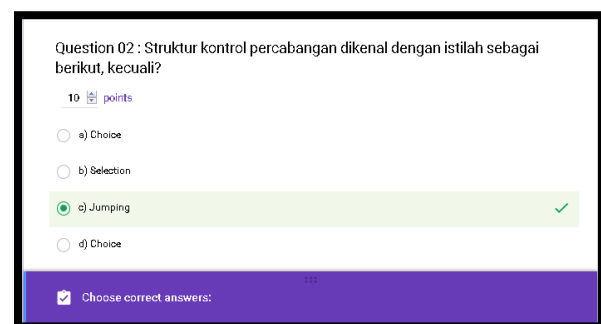 Question 02 : Struktur kontrol percabangan dikenal dengan istilah sebagai
berikut, kecuali?
10 points
a) Choice
b) Selection
c) Jumping
d) Choice
Choose correct answers: